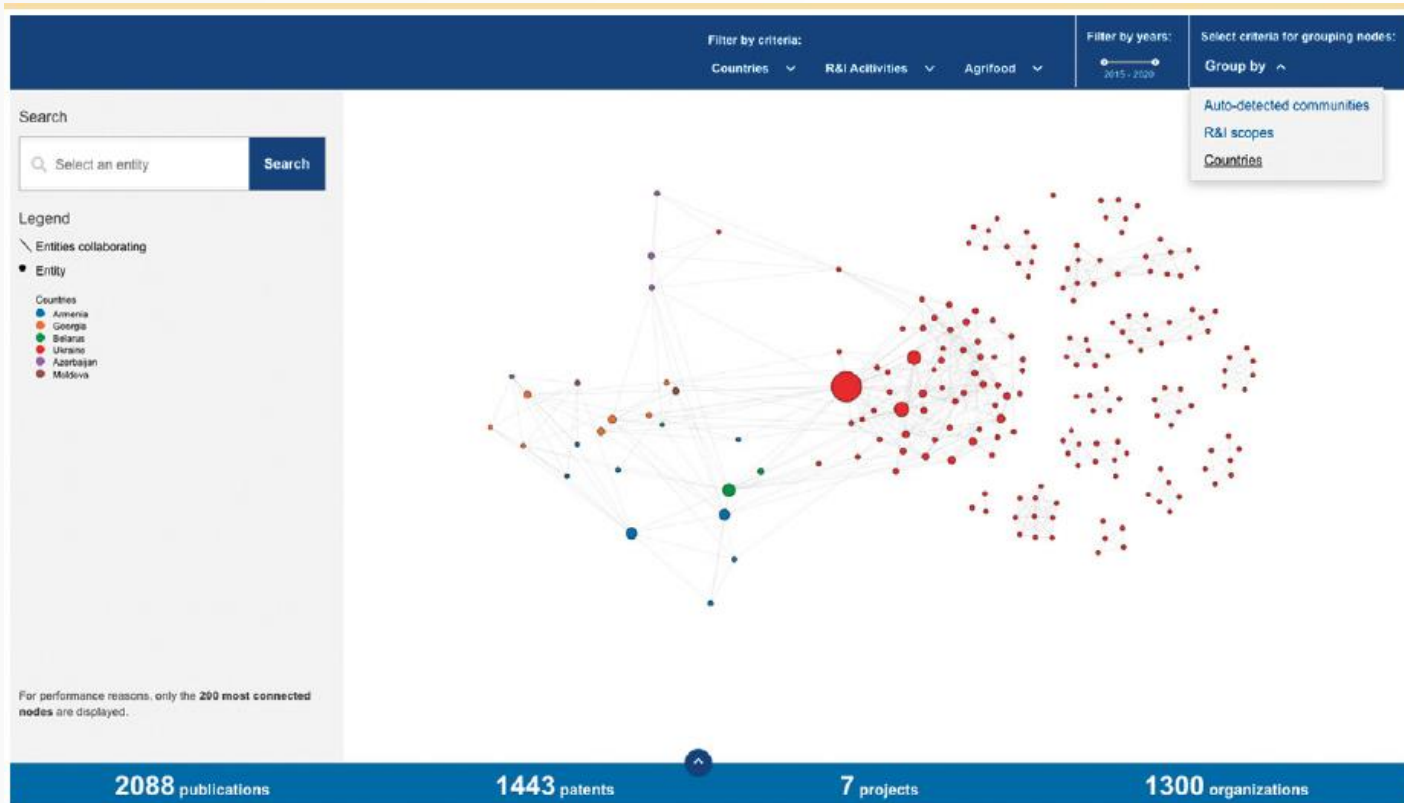 Filter by criteria:
Countries
R&I Acitivities
Agrifood
Filter by years:
2015 - 2020
Select criteria for grouping nodes:
Group by
Auto-detected communities
R&I scopes
Countries
Search
Select an entity
Search
Legend
Entities collaborating
Entity
Countries
Armenia
Georgia
Belarus
Ukraine
Azerbaijan
Moldova
For performance reasons, only the 200 most connected
nodes are displayed.
2088 publications
1443 patents
7 projects
1300 organizations